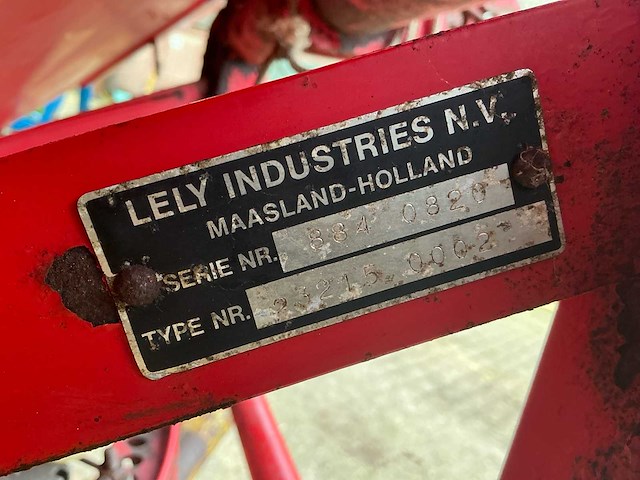 LELY INDUSTRIES N.V.
MAASLAND-HOLLAND
SERIE NR. 884 0820
TYPE NR. 23215 0002